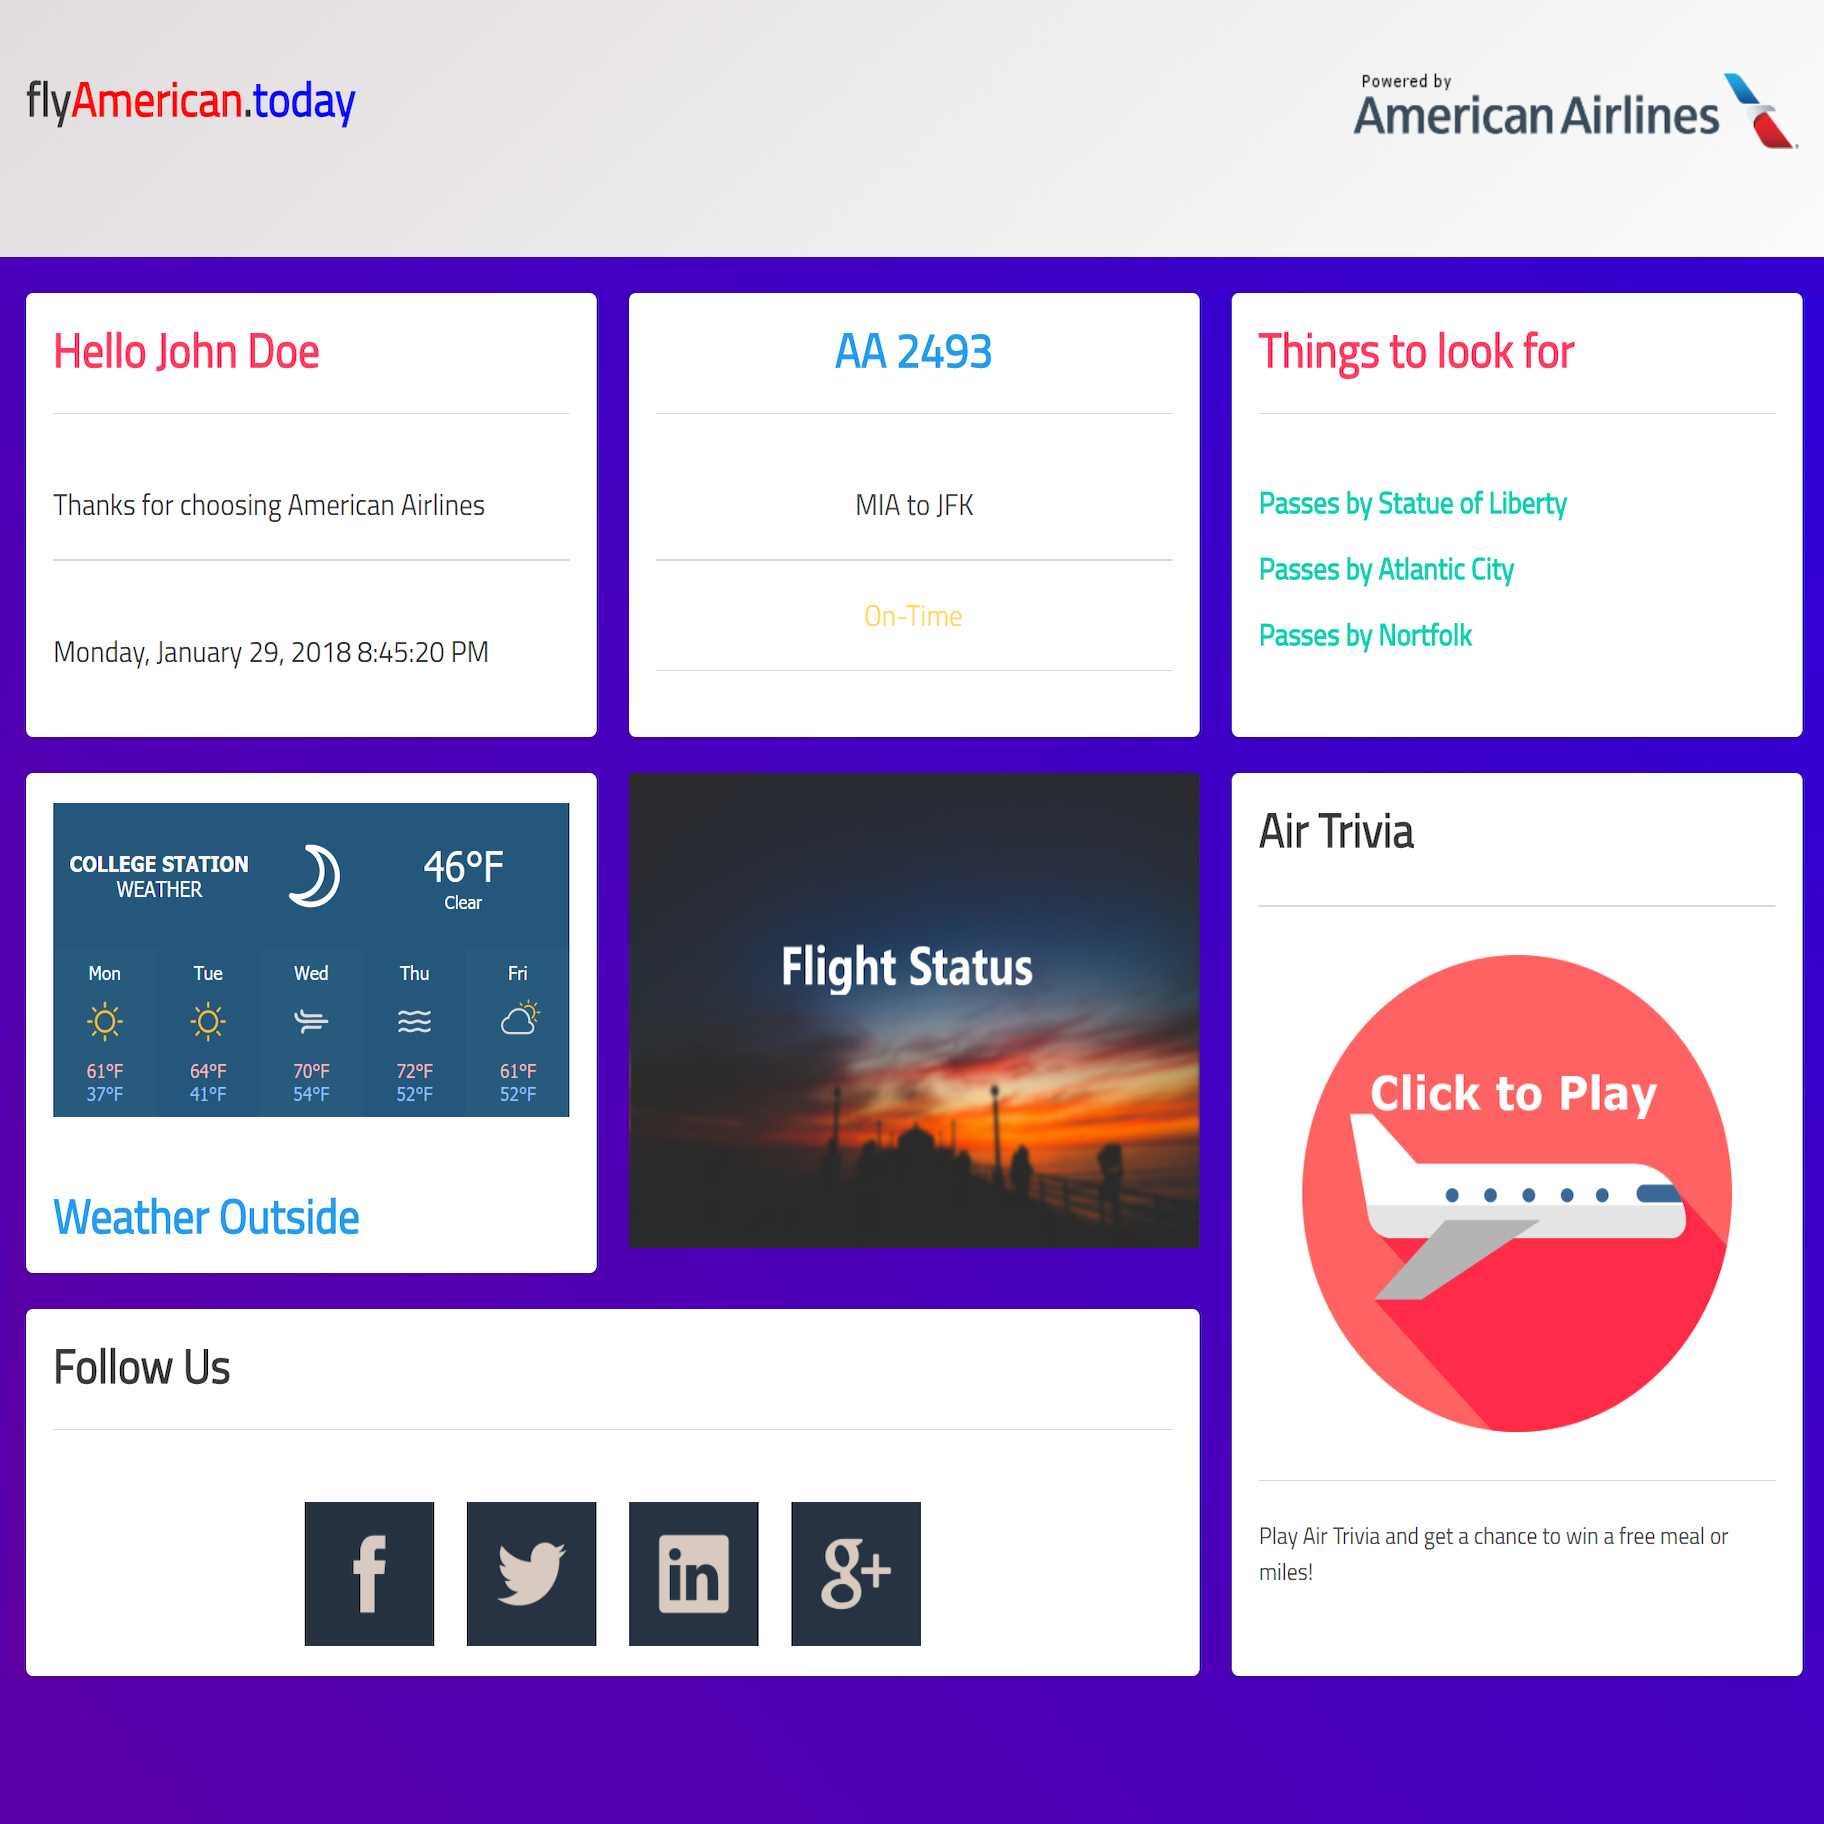 flyAmerican.today
Powered by
American Airlines
Hello John Doe
Thanks for choosing American Airlines
Monday, January 29, 2018 8:45:20 PM
AA 2493
MIA to JFK
On-Time
Things to look for
Passes by Statue of Liberty
Passes by Atlantic City
Passes by Nortfolk
COLLEGE STATION
WEATHER
46°F
Clear
Mon Tue Wed Thu Fri
61°F 64°F 70°F 72°F 61°F
37°F 41°F 54°F 52°F 52°F
Weather Outside
Flight Status
Air Trivia
Click to Play
Play Air Trivia and get a chance to win a free meal or
miles!
Follow Us
f
in
g+